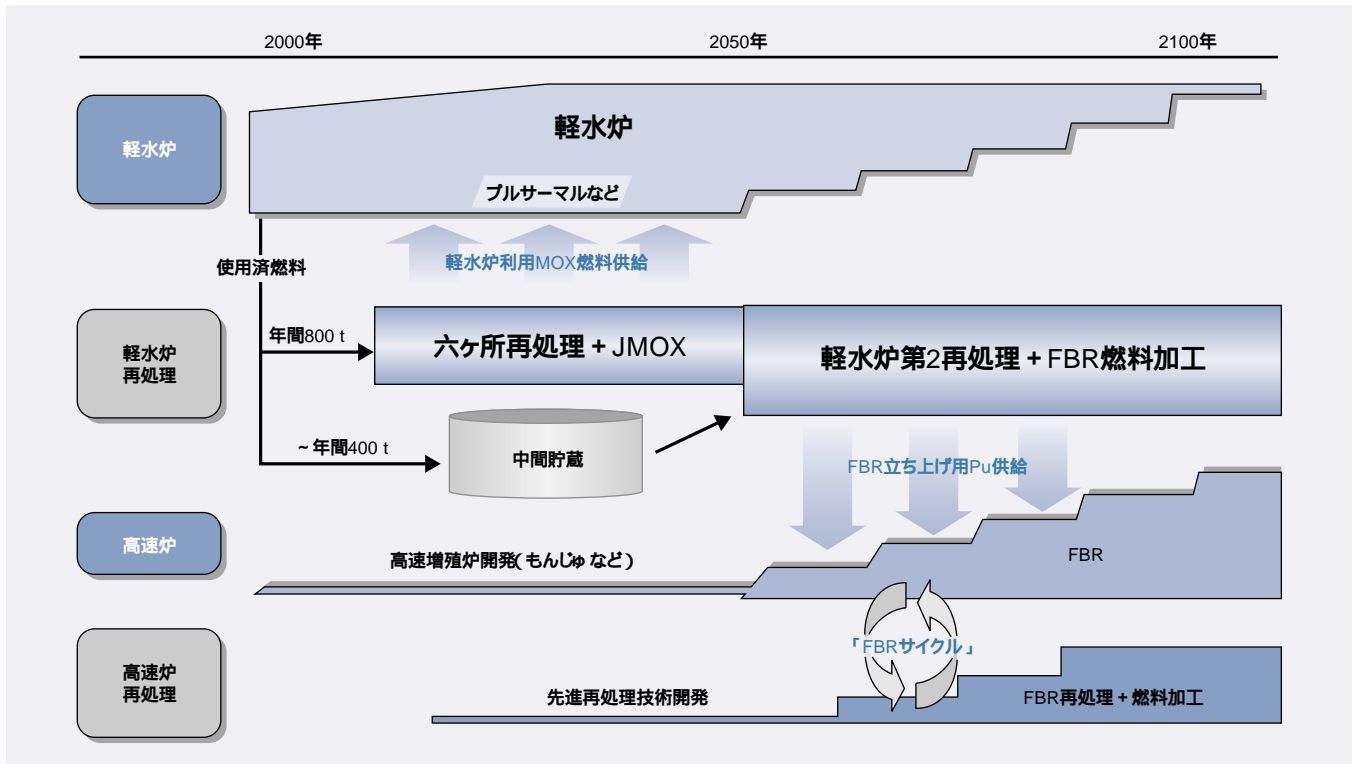 2000年
2050年
2100年
軽水炉
軽水炉
プルサーマルなど
使用済燃料
軽水炉利用MOX燃料供給
軽水炉
再処理
年間800 t
六ヶ所再処理 + JMOX
軽水炉第2再処理 + FBR燃料加工
~ 年間400 t
中間貯蔵
FBR立ち上げ用Pu供給
高速炉
高速増殖炉開発(もんじゅ など)
FBR
「FBRサイクル」
高速炉
再処理
先進再処理技術開発
FBR再処理 + 燃料加工